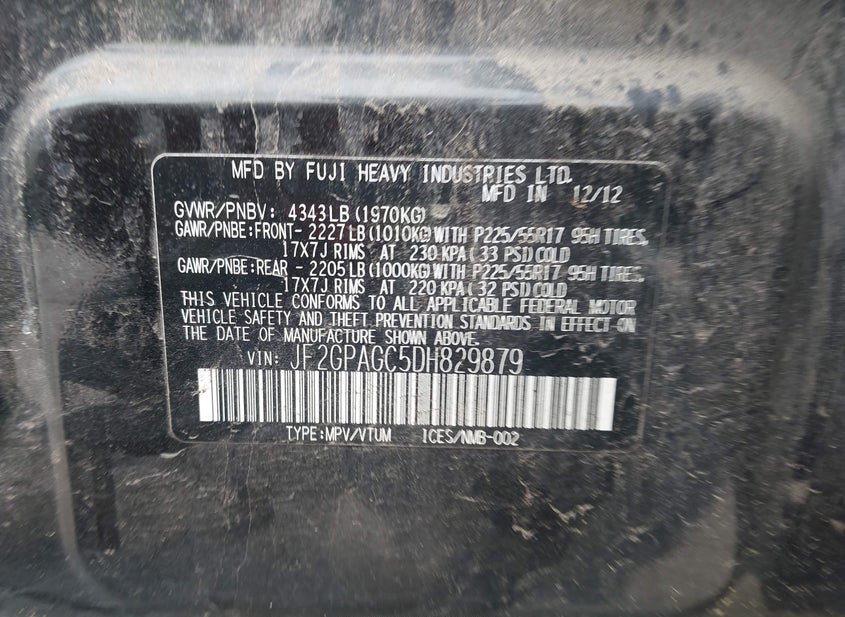 MFD BY FUJI HEAVY INDUSTRIES LTD.
MFD IN 12/12
GVWR/PNBV: 4343LB (1970KG)
GAWR/PNBE:FRONT- 2227LB (1010KG) WITH P225/55R17 95H TIRES,
17X7J RIMS AT 230 KPA (33 PSI) COLD
GAWR/PNBE:REAR - 2205LB (1000KG) WITH P225/55R17 95H TIRES,
17X7J RIMS AT 220 KPA (32 PSI) COLD
THIS VEHICLE CONFORMS TO ALL APPLICABLE FEDERAL MOTOR
VEHICLE SAFETY AND THEFT PREVENTION STANDARDS IN EFFECT ON
THE DATE OF MANUFACTURE SHOWN ABOVE.
VIN: JF2GPAGC5DH829879
TYPE:MPV/VTUM ICES/NMB-002